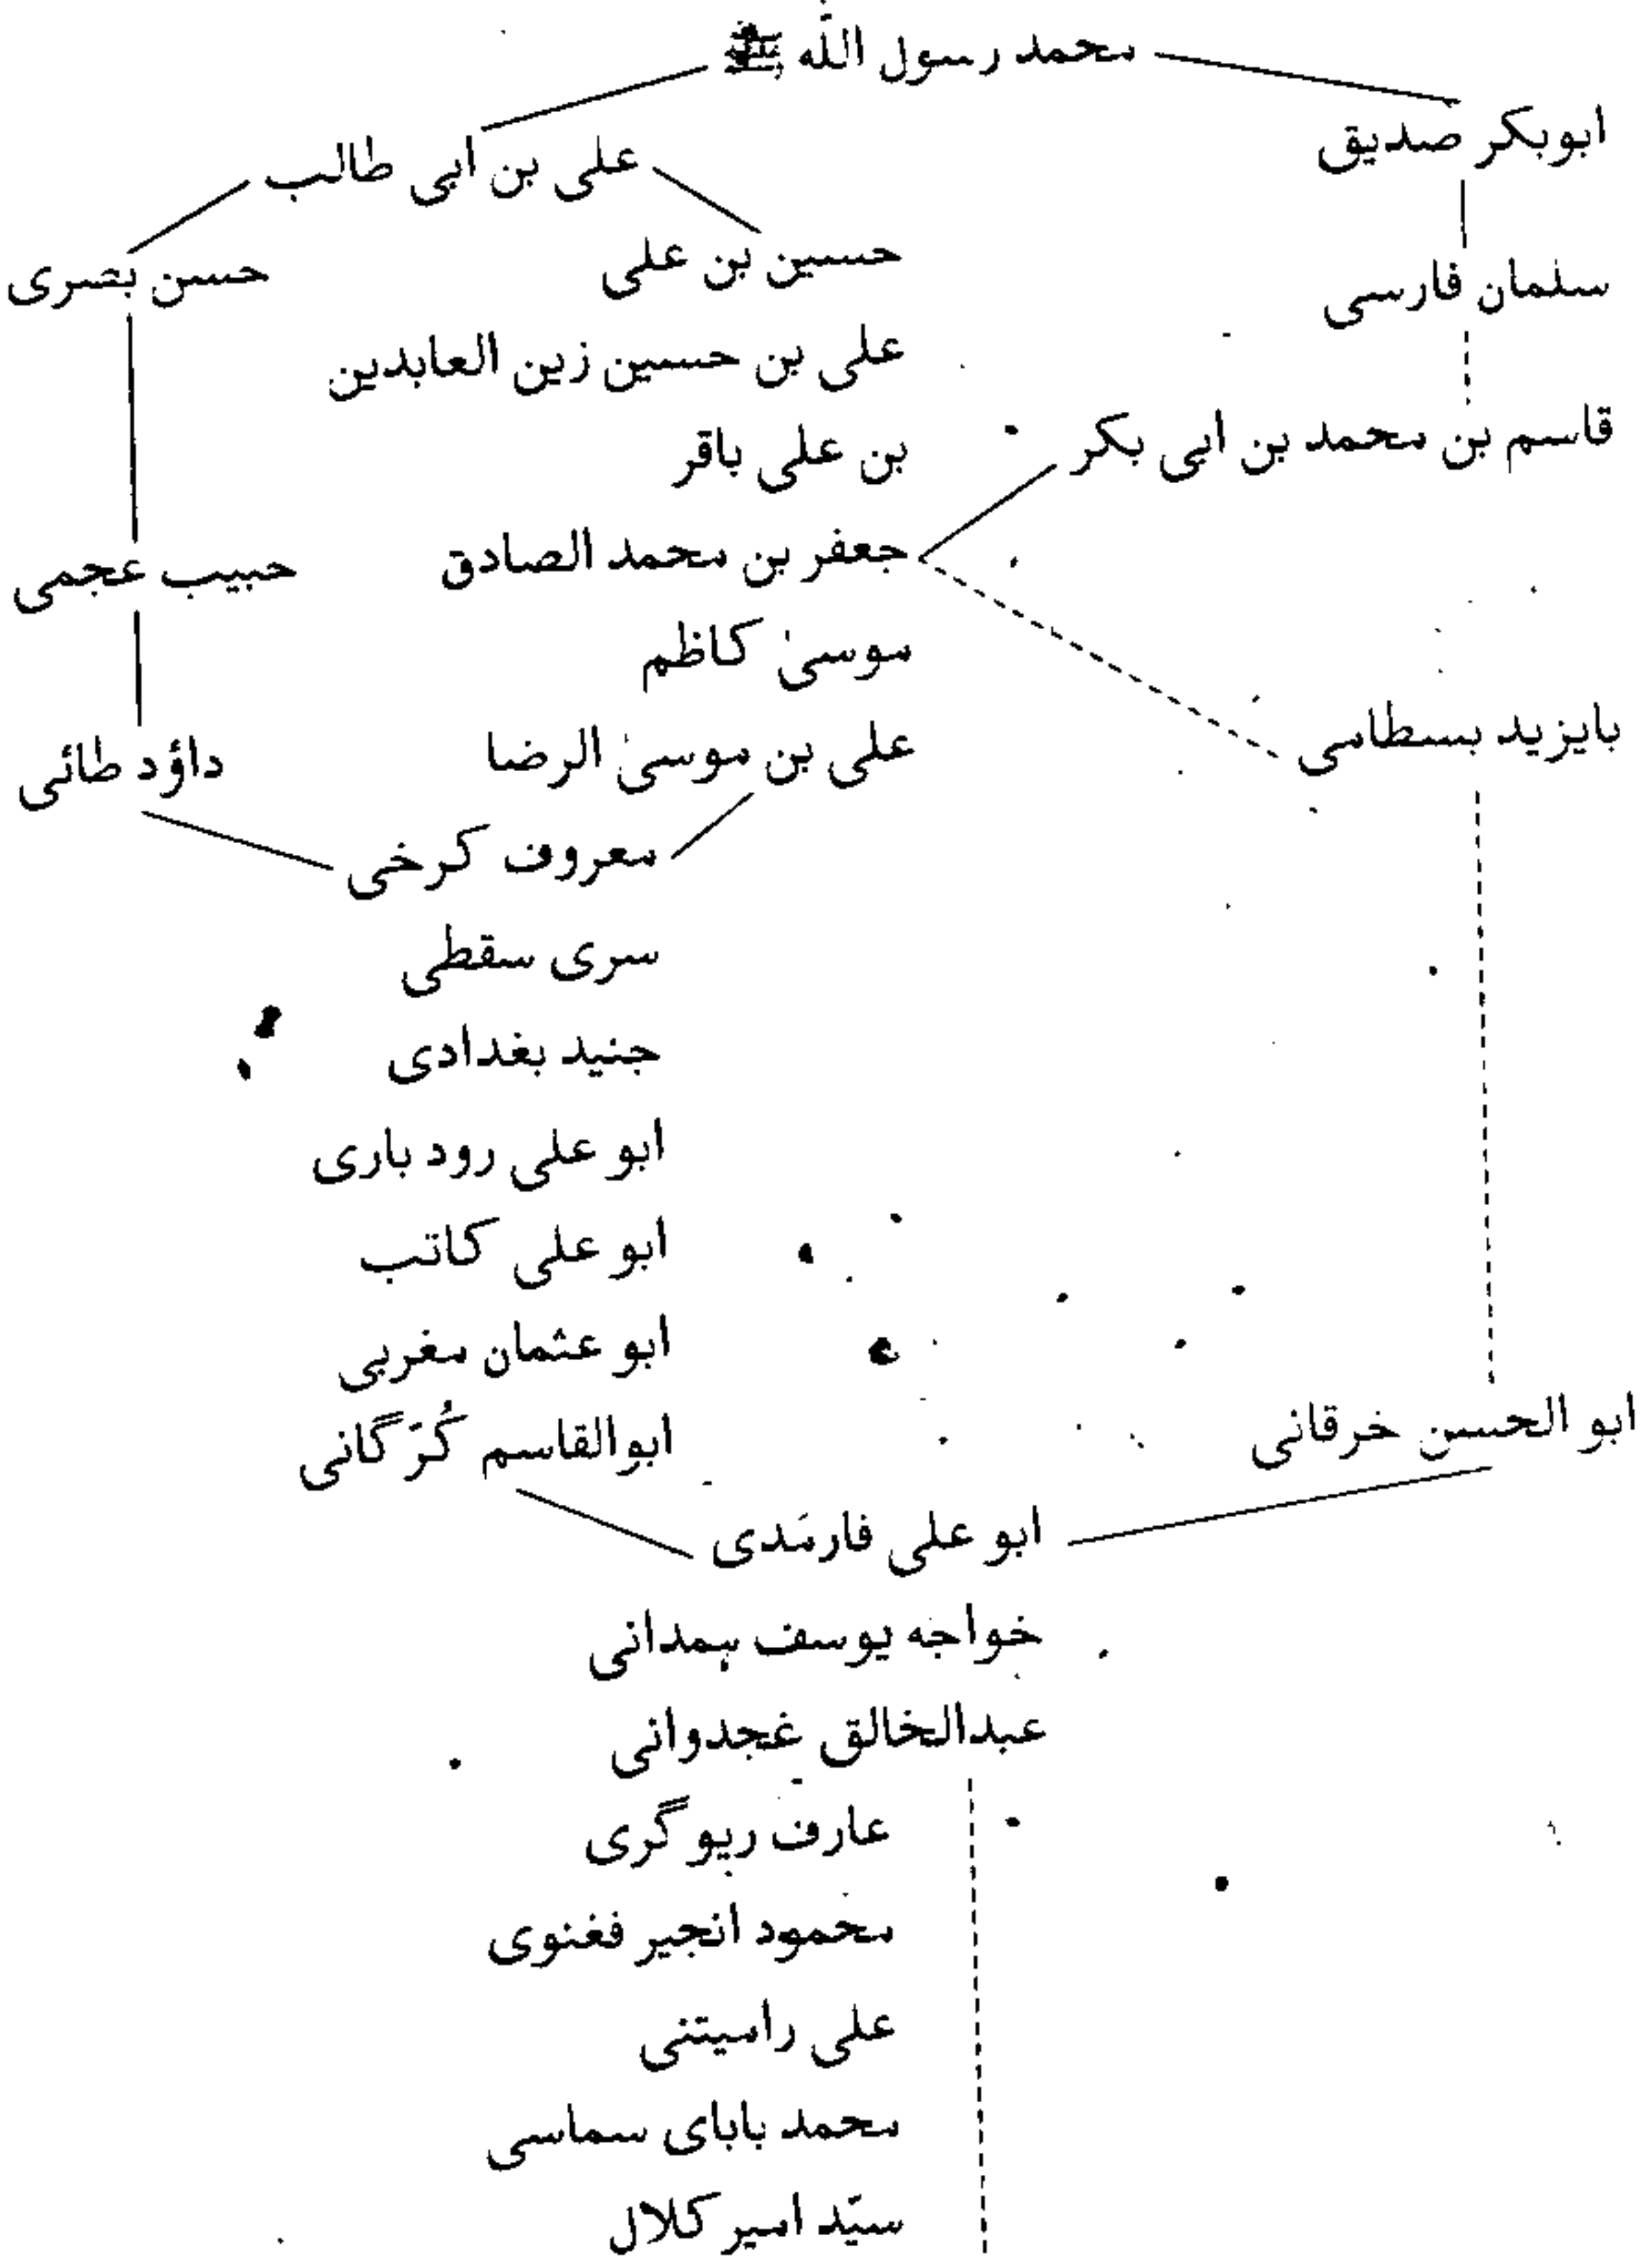 محمد رسول الله ﷺ
ابوبکر صدیق
علی بن ابی طالب
حسین بن علی
حسن بصری
سلمان فارسی
علی بن حسین زین العابدین
قاسم بن محمد بن ابی بکر
بن علی باقر
جعفر بن محمد الصادق
حبیب عجمی
موسیٰ کاظم
بایزید بسطامی
علی بن موسیٰ الرضا
داؤد طائی
معروف کرخی
سری سقطی
جنید بغدادی
ابو علی رود باری
ابو علی کاتب
ابو عثمان مغربی
ابو الحسن خرقانی
ابوالقاسم کُرَگانی
ابو علی فارمَدی
خواجه یوسف ہمدانی
عبدالخالق غجدوانی
عارف ریوگری
محمود انجیر فغنوی
علی رامیتنی
محمد بابای سماسی
سیّد امیر کلال